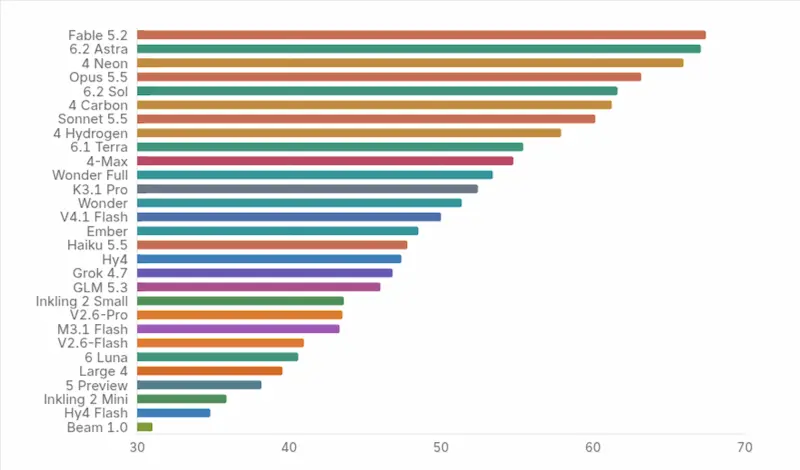 Fable 5.2
6.2 Astra
4 Neon
Opus 5.5
6.2 Sol
4 Carbon
Sonnet 5.5
4 Hydrogen
6.1 Terra
4-Max
Wonder Full
K3.1 Pro
Wonder
V4.1 Flash
Ember
Haiku 5.5
Hy4
Grok 4.7
GLM 5.3
Inkling 2 Small
V2.6-Pro
M3.1 Flash
V2.6-Flash
6 Luna
Large 4
5 Preview
Inkling 2 Mini
Hy4 Flash
Beam 1.0
30 40 50 60 70